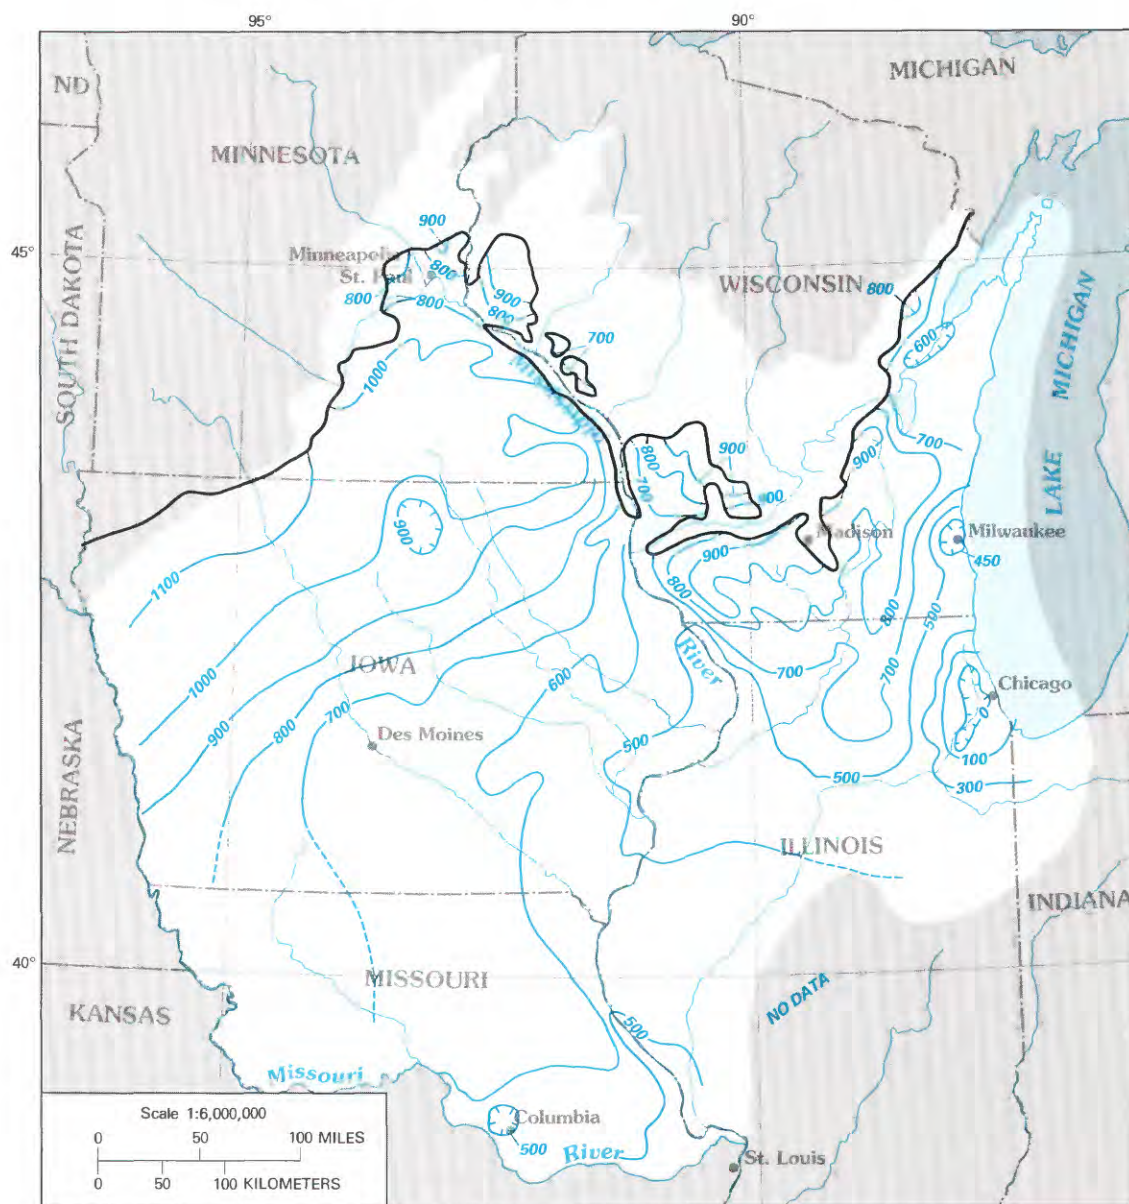 95°
90°
ND
MICHIGAN
MINNESOTA
SOUTH DAKOTA
45°
45°
900
Minneapolis
800
St. Paul
800
800
900
800
WISCONSIN
800
LAKE MICHIGAN
700
600
1000
Mississippi
700
900
900
800
700
900
Madison
Milwaukee
450
900
1100
800
800
500
River
IOWA
600
700
700
Chicago
1000
900
800
700
0
Des Moines
500
500
100
300
NEBRASKA
ILLINOIS
INDIANA
40°
MISSOURI
NO DATA
KANSAS
500
Missouri
Columbia
500
River
St. Louis
Scale 1:6,000,000
0 50 100 MILES
0 50 100 KILOMETERS